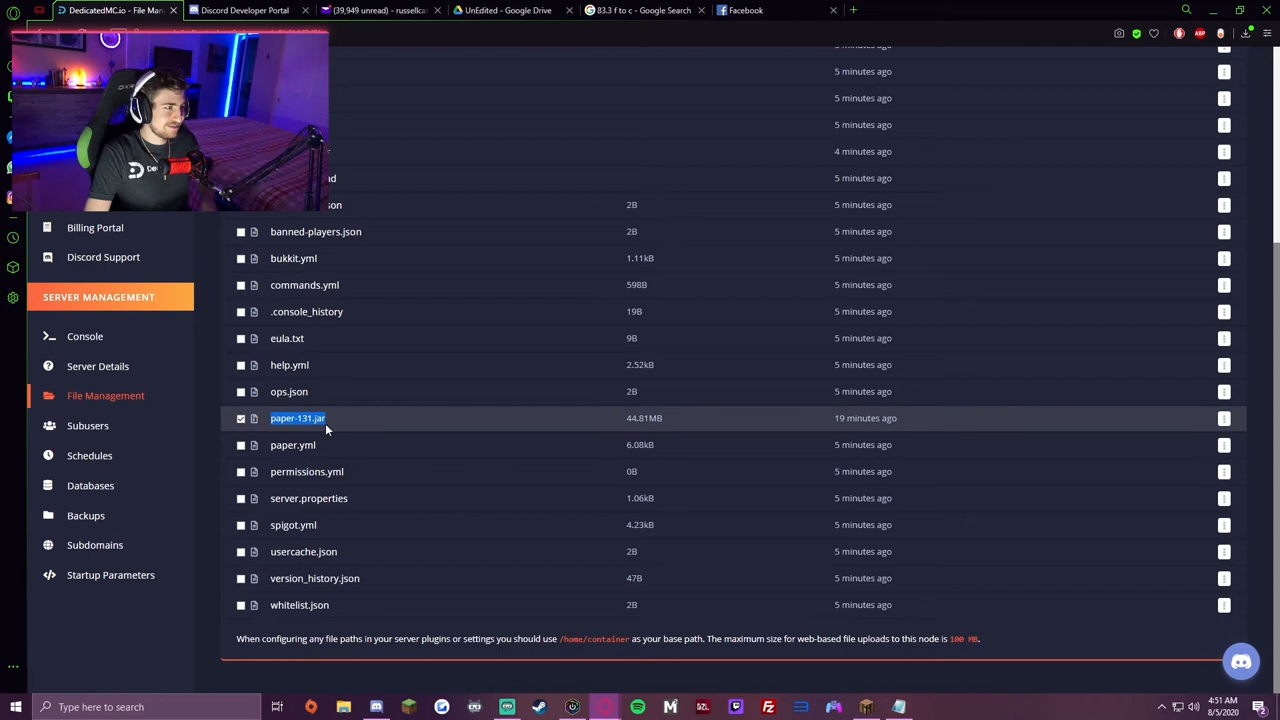 DedicatedMC.io - File Man
Discord Developer Portal
(39,949 unread) - russelka
UnEdited - Google Drive
83.3 f to c - Google Search
Facebook
5 minutes ago
5 minutes ago
5 minutes ago
5 minutes ago
4 minutes ago
5 minutes ago
2B 5 minutes ago
banned-players.json 2B 5 minutes ago
Billing Portal
bukkit.yml 1.11kB 5 minutes ago
Discord Support
commands.yml 598B 5 minutes ago
SERVER MANAGEMENT
.console_history 19B 5 minutes ago
Console
eula.txt 9B 5 minutes ago
Server Details
help.yml 2.52kB 5 minutes ago
File Management
ops.json 2B 5 minutes ago
paper-131.jar 44.81MB 19 minutes ago
Subusers
paper.yml 6.08kB 5 minutes ago
Schedules
permissions.yml 0B 5 minutes ago
Databases
server.properties 1.06kB 5 minutes ago
Backups
spigot.yml 4.23kB 5 minutes ago
Subdomains
usercache.json 2B 5 minutes ago
Startup Parameters
version_history.json 47B 5 minutes ago
whitelist.json 2B 5 minutes ago
When configuring any file paths in your server plugins or settings you should use /home/container as your base path. The maximum size for web-based file uploads to this node is 100 MB.
Type here to search
4:51 AM
8/5/2020